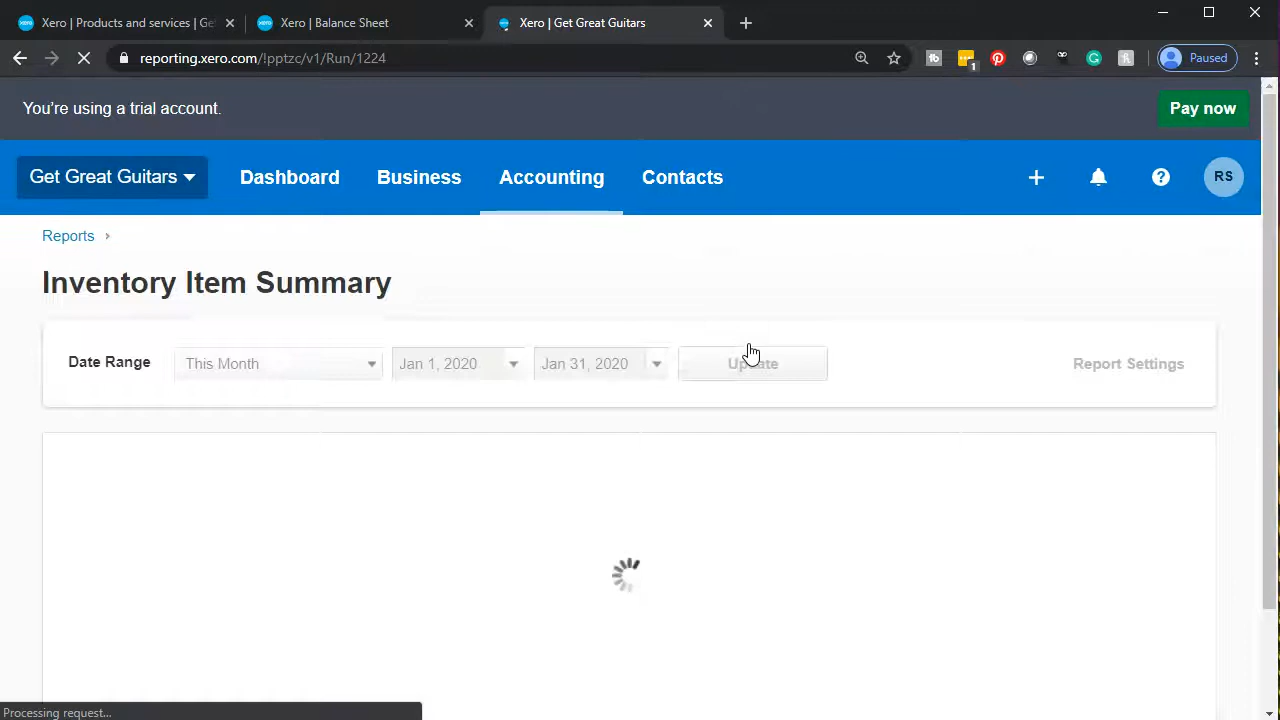 Xero | Products and services | Ge
Xero | Balance Sheet
Xero | Get Great Guitars
reporting.xero.com/!pptzc/v1/Run/1224
1
Paused
You're using a trial account.
Pay now
Get Great Guitars
Dashboard
Business
Accounting
Contacts
RS
Reports
Inventory Item Summary
Date Range
This Month
Jan 1, 2020
Jan 31, 2020
Update
Report Settings
Processing request...